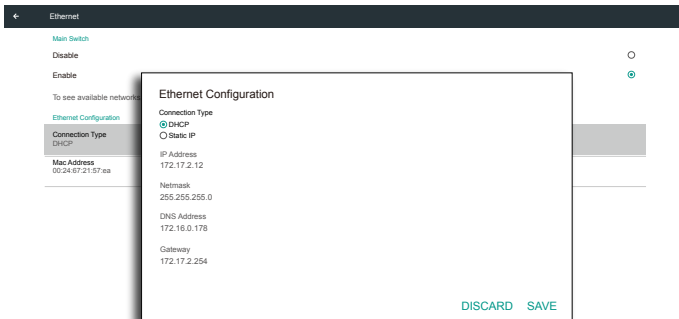 Ethernet
Main Switch
Disable
Enable
To see available networks
Ethernet Configuration
Connection Type
DHCP
Mac Address
00:24:67:21:57:ea
Ethernet Configuration
Connection Type
DHCP
Static IP
IP Address
172.17.2.12
Netmask
255.255.255.0
DNS Address
172.16.0.178
Gateway
172.17.2.254
DISCARD SAVE